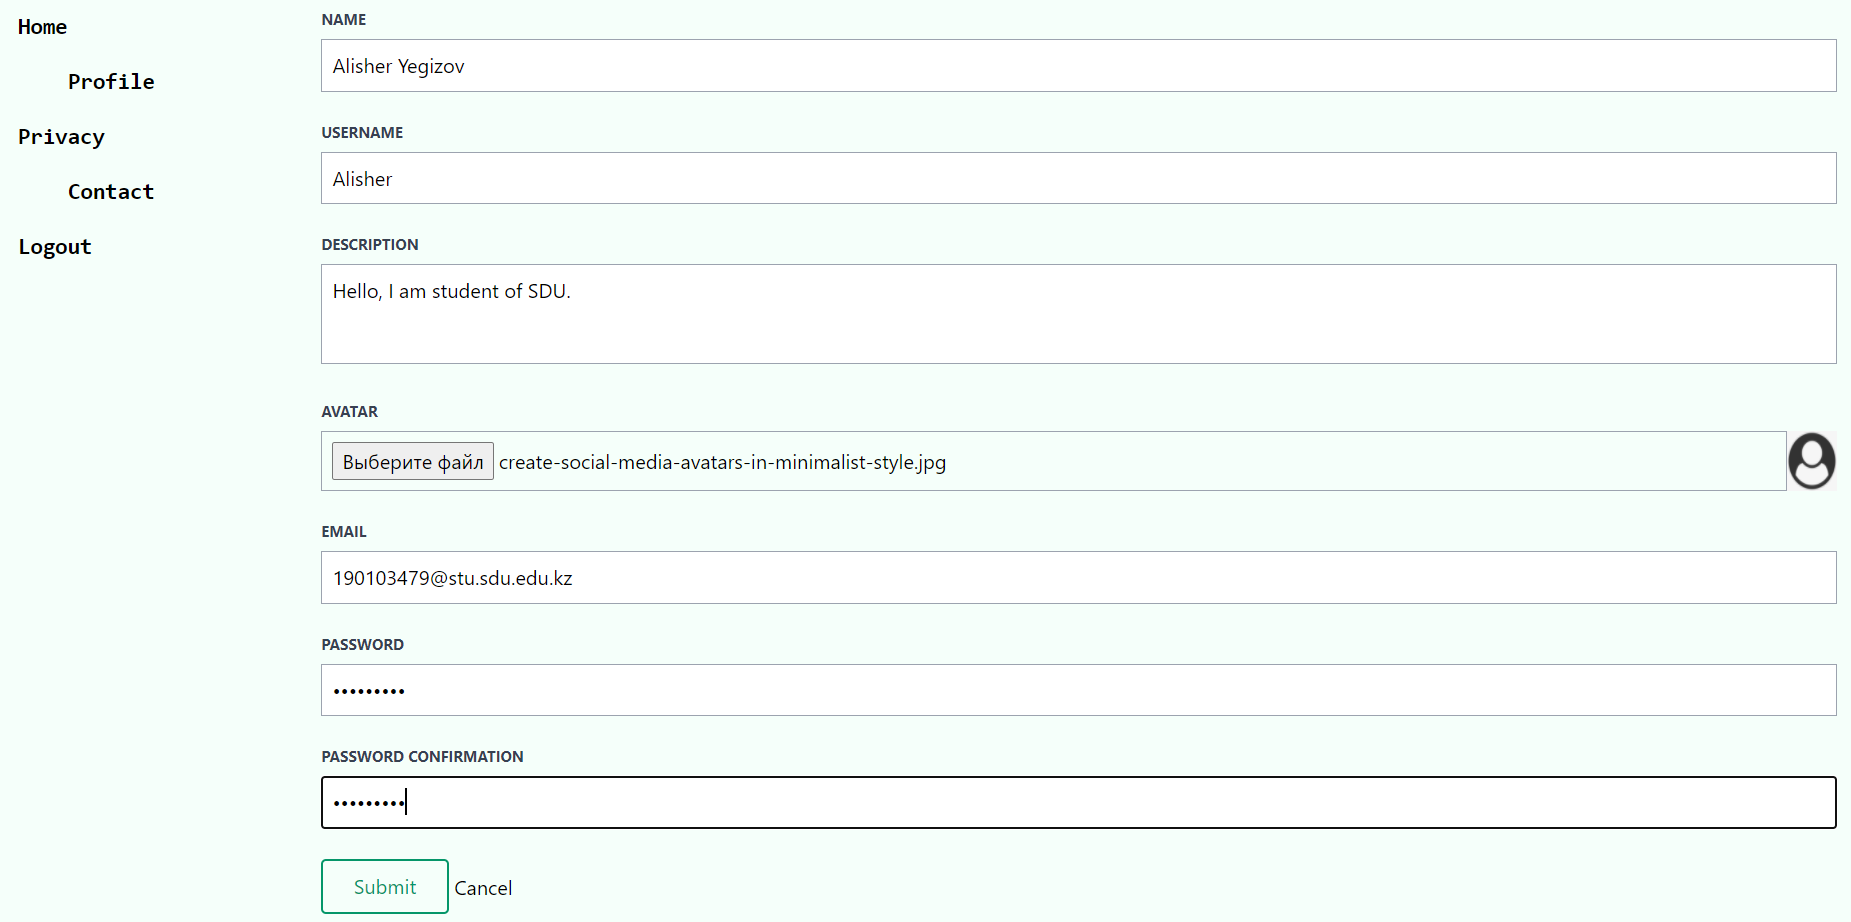 Home
Profile
Privacy
Contact
Logout
NAME
Alisher Yegizov
USERNAME
Alisher
DESCRIPTION
Hello, I am student of SDU.
AVATAR
Выберите файл create-social-media-avatars-in-minimalist-style.jpg
EMAIL
190103479@stu.sdu.edu.kz
PASSWORD
•••••••••
PASSWORD CONFIRMATION
•••••••••
Submit Cancel